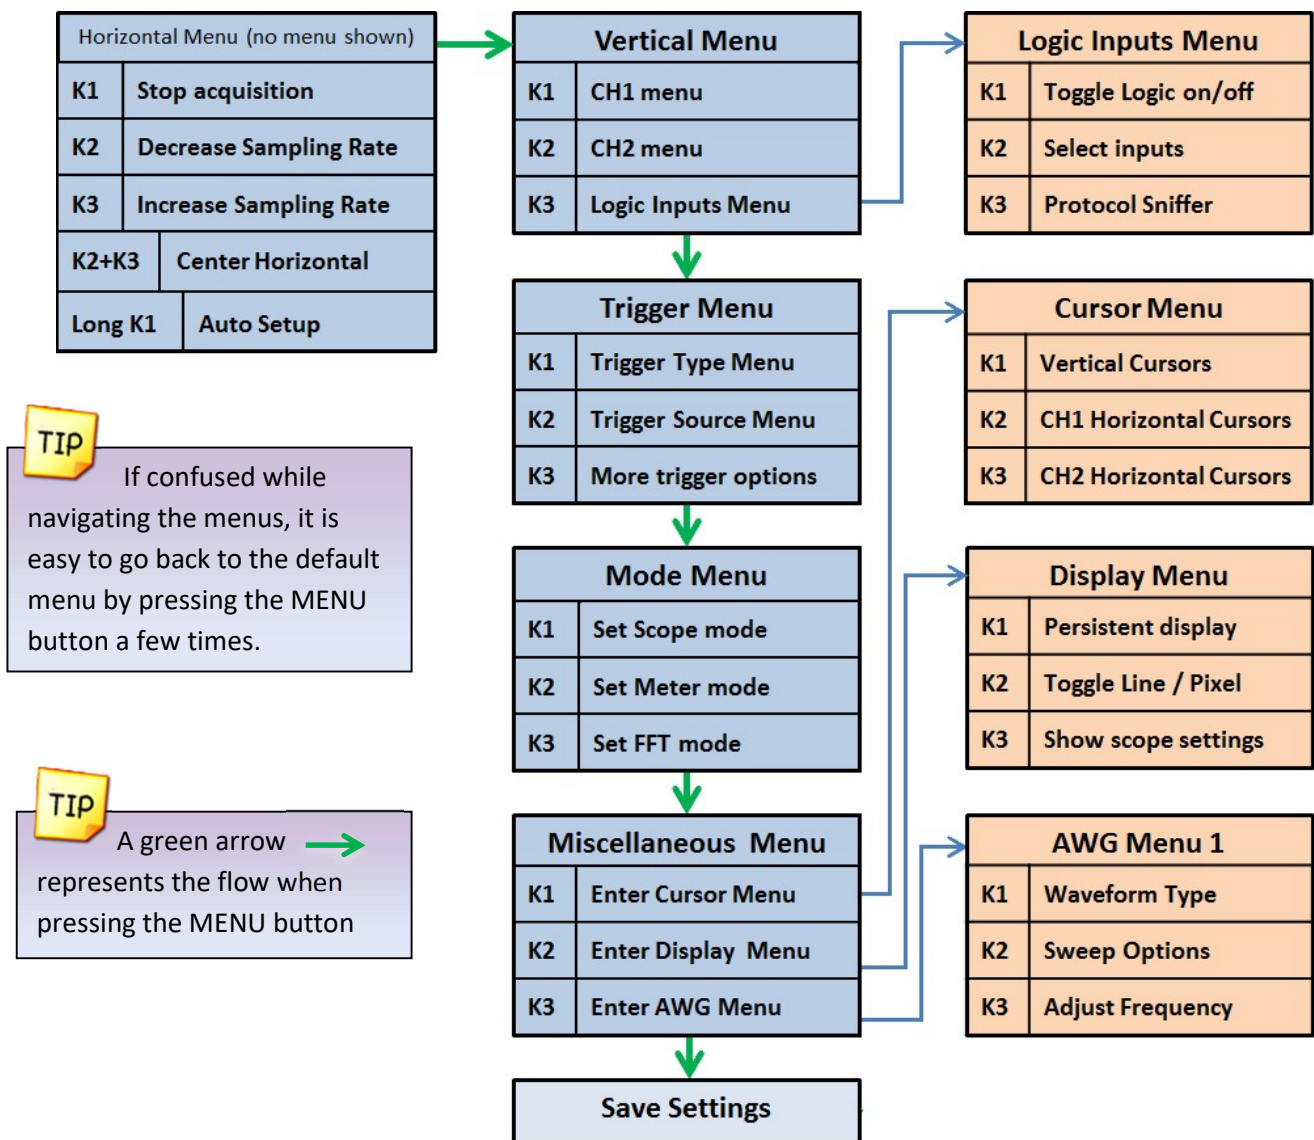 Horizontal Menu (no menu shown)
K1 Stop acquisition
K2 Decrease Sampling Rate
K3 Increase Sampling Rate
K2+K3 Center Horizontal
Long K1 Auto Setup
Vertical Menu
K1 CH1 menu
K2 CH2 menu
K3 Logic Inputs Menu
Logic Inputs Menu
K1 Toggle Logic on/off
K2 Select inputs
K3 Protocol Sniffer
Trigger Menu
K1 Trigger Type Menu
K2 Trigger Source Menu
K3 More trigger options
Cursor Menu
K1 Vertical Cursors
K2 CH1 Horizontal Cursors
K3 CH2 Horizontal Cursors
TIP
If confused while
navigating the menus, it is
easy to go back to the default
menu by pressing the MENU
button a few times.
Mode Menu
K1 Set Scope mode
K2 Set Meter mode
K3 Set FFT mode
Display Menu
K1 Persistent display
K2 Toggle Line / Pixel
K3 Show scope settings
TIP
A green arrow
represents the flow when
pressing the MENU button
Miscellaneous Menu
K1 Enter Cursor Menu
K2 Enter Display Menu
K3 Enter AWG Menu
AWG Menu 1
K1 Waveform Type
K2 Sweep Options
K3 Adjust Frequency
Save Settings